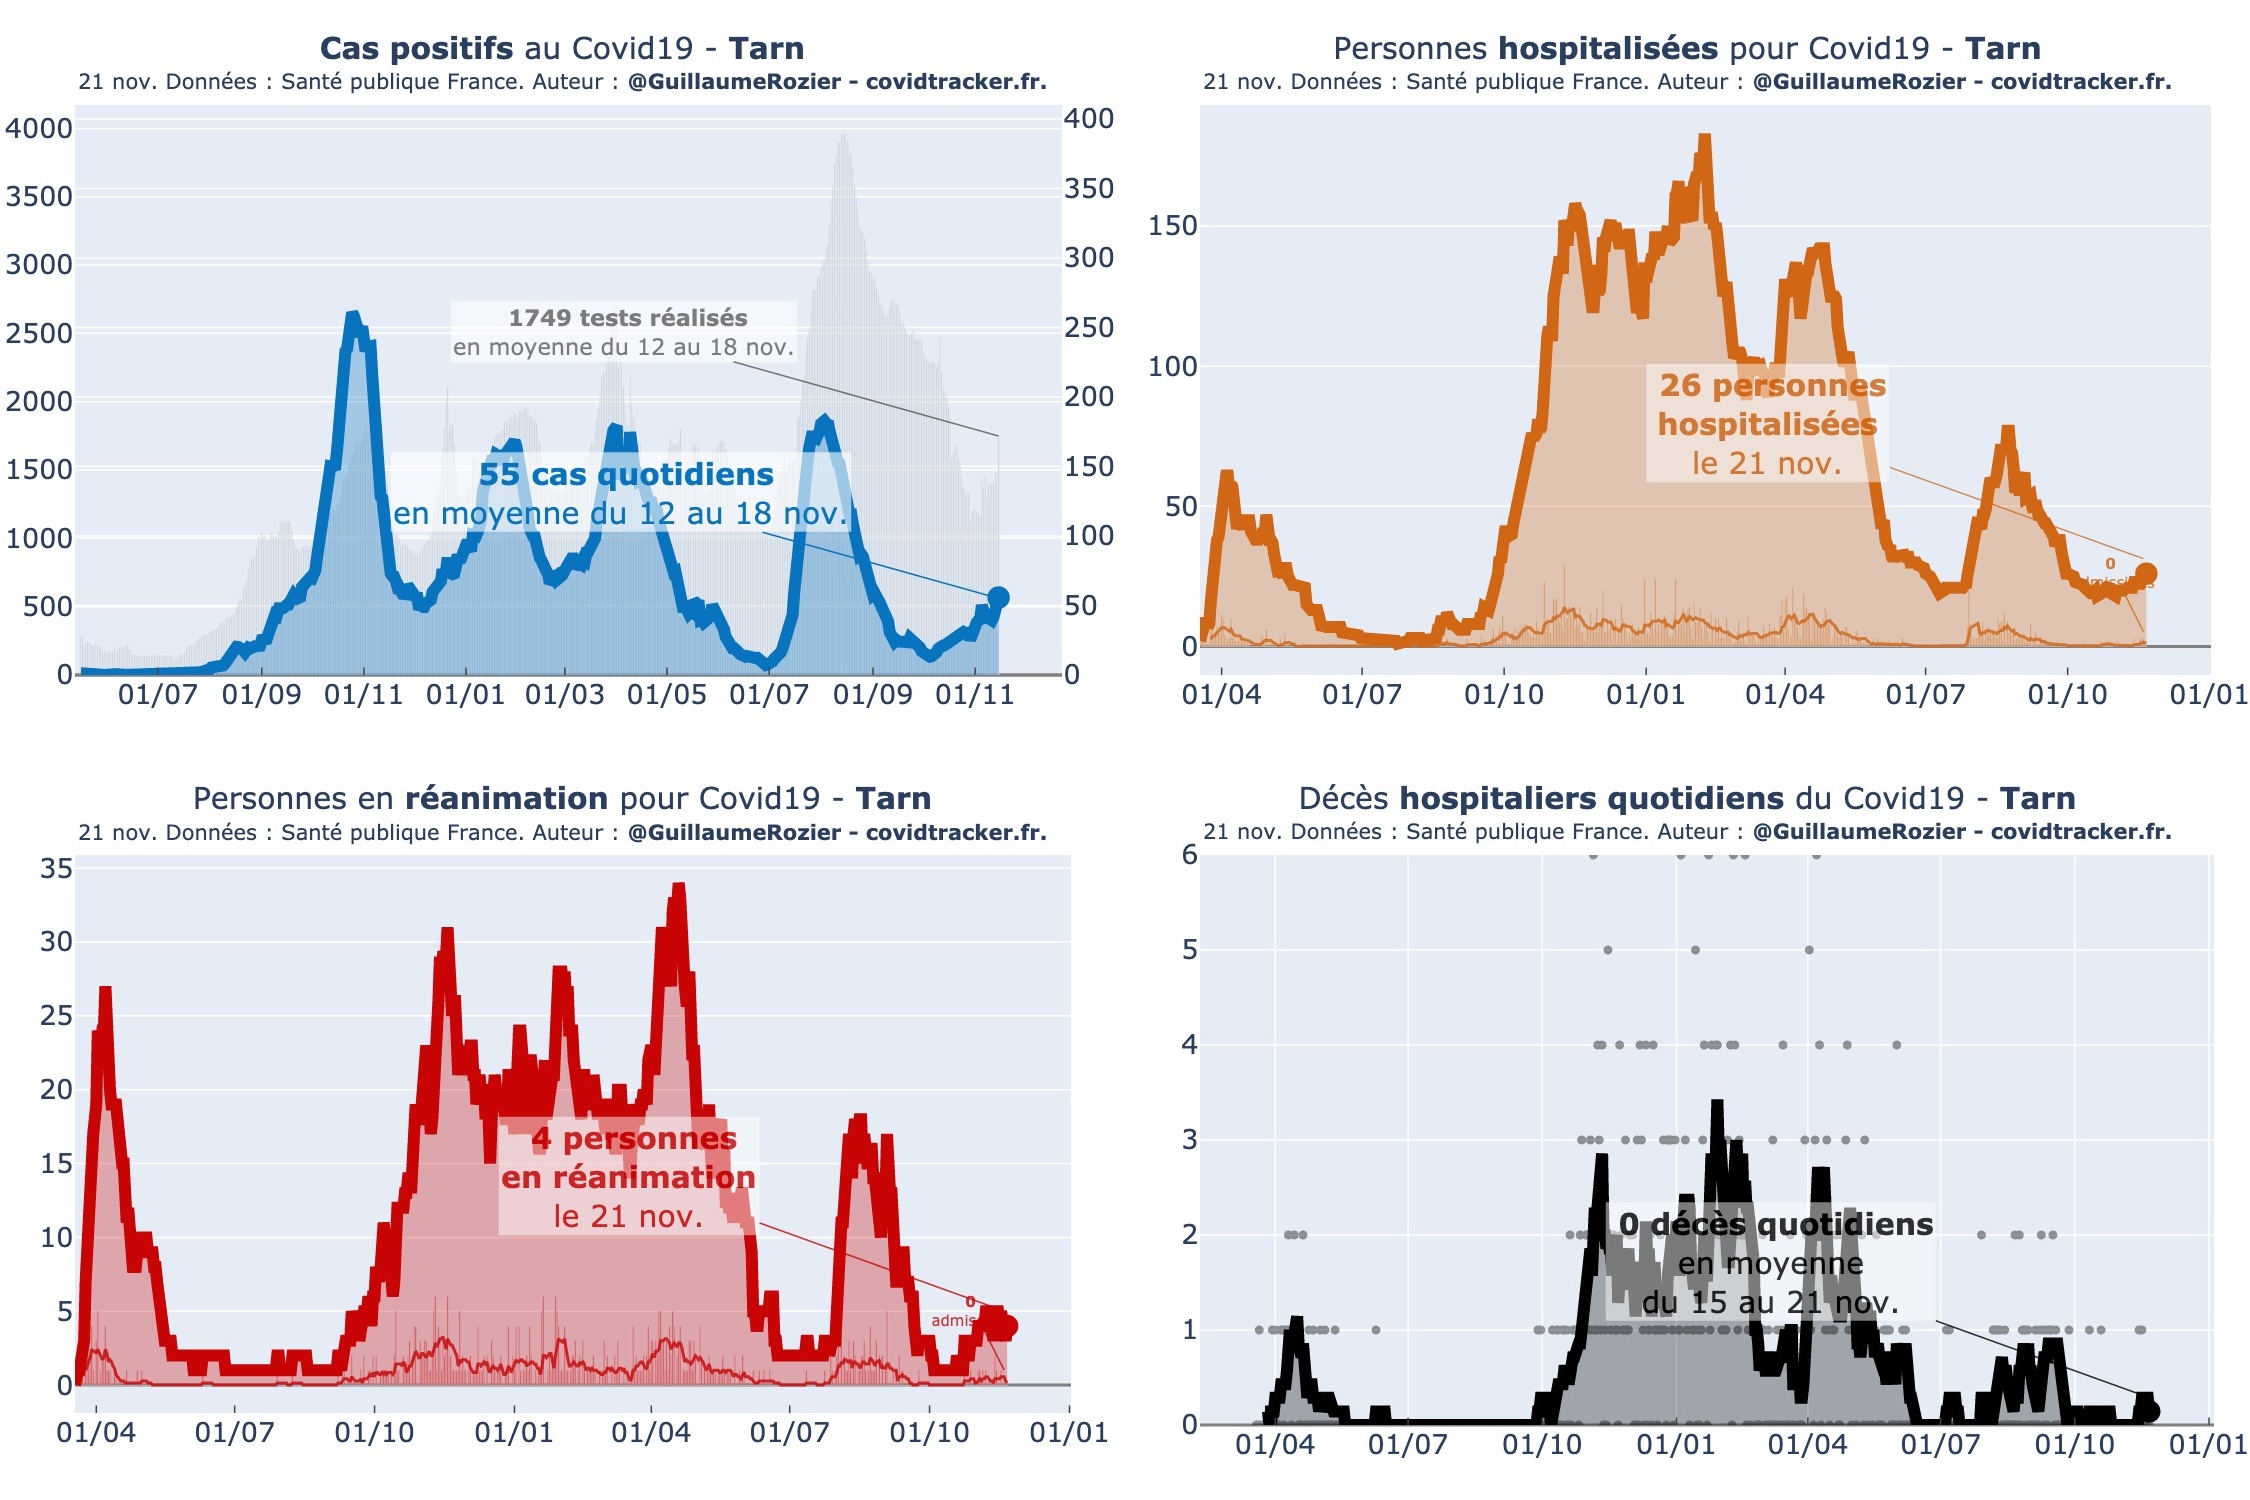 Cas positifs au Covid19 - Tarn
21 nov. Données : Santé publique France. Auteur : @GuillaumeRozier - covidtracker.fr.
4000
3500
3000
2500
2000
1500
1000
500
0
400
350
300
250
200
150
100
50
0
1749 tests réalisés
en moyenne du 12 au 18 nov.
55 cas quotidiens
en moyenne du 12 au 18 nov.
01/07 01/09 01/11 01/01 01/03 01/05 01/07 01/09 01/11
Personnes hospitalisées pour Covid19 - Tarn
21 nov. Données : Santé publique France. Auteur : @GuillaumeRozier - covidtracker.fr.
150
100
50
0
26 personnes
hospitalisées
le 21 nov.
0
01/04 01/07 01/10 01/01 01/04 01/07 01/10 01/01
Personnes en réanimation pour Covid19 - Tarn
21 nov. Données : Santé publique France. Auteur : @GuillaumeRozier - covidtracker.fr.
35
30
25
20
15
10
5
0
4 personnes
en réanimation
le 21 nov.
0
01/04 01/07 01/10 01/01 01/04 01/07 01/10 01/01
Décès hospitaliers quotidiens du Covid19 - Tarn
21 nov. Données : Santé publique France. Auteur : @GuillaumeRozier - covidtracker.fr.
6
5
4
3
2
1
0
0 décès quotidiens
en moyenne
du 15 au 21 nov.
01/04 01/07 01/10 01/01 01/04 01/07 01/10 01/01